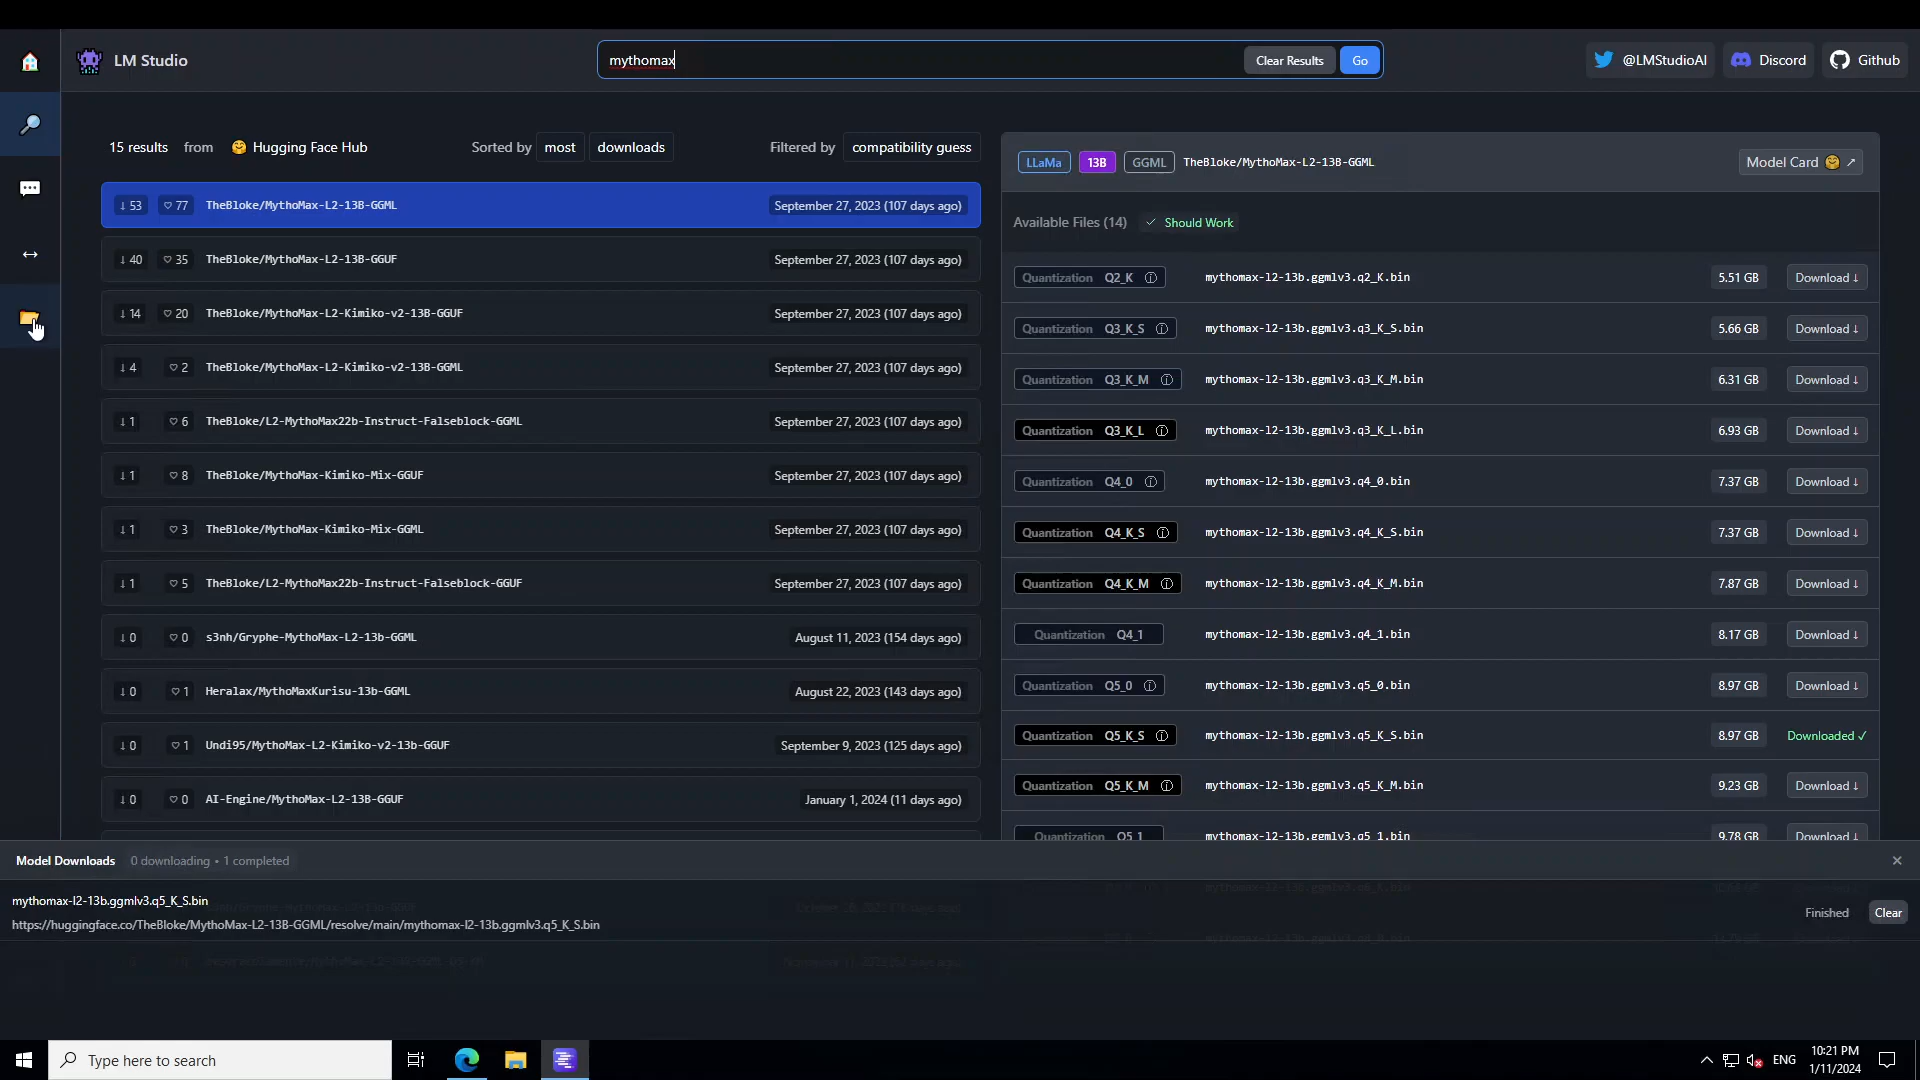 LM Studio
mythomax
Clear Results
Go
@LMStudioAI
Discord
Github
15 results from Hugging Face Hub
Sorted by most downloads
Filtered by compatibility guess
↓ 53 ♡ 77 TheBloke/MythoMax-L2-13B-GGML September 27, 2023 (107 days ago)
↓ 40 ♡ 35 TheBloke/MythoMax-L2-13B-GGUF September 27, 2023 (107 days ago)
↓ 14 ♡ 20 TheBloke/MythoMax-L2-Kimiko-v2-13B-GGUF September 27, 2023 (107 days ago)
↓ 4 ♡ 2 TheBloke/MythoMax-L2-Kimiko-v2-13B-GGML September 27, 2023 (107 days ago)
↓ 1 ♡ 6 TheBloke/L2-MythoMax22b-Instruct-Falseblock-GGML September 27, 2023 (107 days ago)
↓ 1 ♡ 8 TheBloke/MythoMax-Kimiko-Mix-GGUF September 27, 2023 (107 days ago)
↓ 1 ♡ 3 TheBloke/MythoMax-Kimiko-Mix-GGML September 27, 2023 (107 days ago)
↓ 1 ♡ 5 TheBloke/L2-MythoMax22b-Instruct-Falseblock-GGUF September 27, 2023 (107 days ago)
↓ 0 ♡ 0 s3nh/Gryphe-MythoMax-L2-13b-GGML August 11, 2023 (154 days ago)
↓ 0 ♡ 1 Heralax/MythoMaxKurisu-13b-GGML August 22, 2023 (143 days ago)
↓ 0 ♡ 1 Undi95/MythoMax-L2-Kimiko-v2-13b-GGUF September 9, 2023 (125 days ago)
↓ 0 ♡ 0 AI-Engine/MythoMax-L2-13B-GGUF January 1, 2024 (11 days ago)
LLaMa 13B GGML TheBloke/MythoMax-L2-13B-GGML Model Card ↗
Available Files (14) ✓ Should Work
Quantization Q2_K mythomax-l2-13b.ggmlv3.q2_K.bin 5.51 GB Download ↓
Quantization Q3_K_S mythomax-l2-13b.ggmlv3.q3_K_S.bin 5.66 GB Download ↓
Quantization Q3_K_M mythomax-l2-13b.ggmlv3.q3_K_M.bin 6.31 GB Download ↓
Quantization Q3_K_L mythomax-l2-13b.ggmlv3.q3_K_L.bin 6.93 GB Download ↓
Quantization Q4_0 mythomax-l2-13b.ggmlv3.q4_0.bin 7.37 GB Download ↓
Quantization Q4_K_S mythomax-l2-13b.ggmlv3.q4_K_S.bin 7.37 GB Download ↓
Quantization Q4_K_M mythomax-l2-13b.ggmlv3.q4_K_M.bin 7.87 GB Download ↓
Quantization Q4_1 mythomax-l2-13b.ggmlv3.q4_1.bin 8.17 GB Download ↓
Quantization Q5_0 mythomax-l2-13b.ggmlv3.q5_0.bin 8.97 GB Download ↓
Quantization Q5_K_S mythomax-l2-13b.ggmlv3.q5_K_S.bin 8.97 GB Downloaded ✓
Quantization Q5_K_M mythomax-l2-13b.ggmlv3.q5_K_M.bin 9.23 GB Download ↓
Quantization Q5_1 mythomax-l2-13b.ggmlv3.q5_1.bin 9.78 GB Download ↓
Model Downloads 0 downloading • 1 completed
mythomax-l2-13b.ggmlv3.q5_K_S.bin
https://huggingface.co/TheBloke/MythoMax-L2-13B-GGML/resolve/main/mythomax-l2-13b.ggmlv3.q5_K_S.bin
Finished Clear
Type here to search
ENG
10:21 PM
1/11/2024